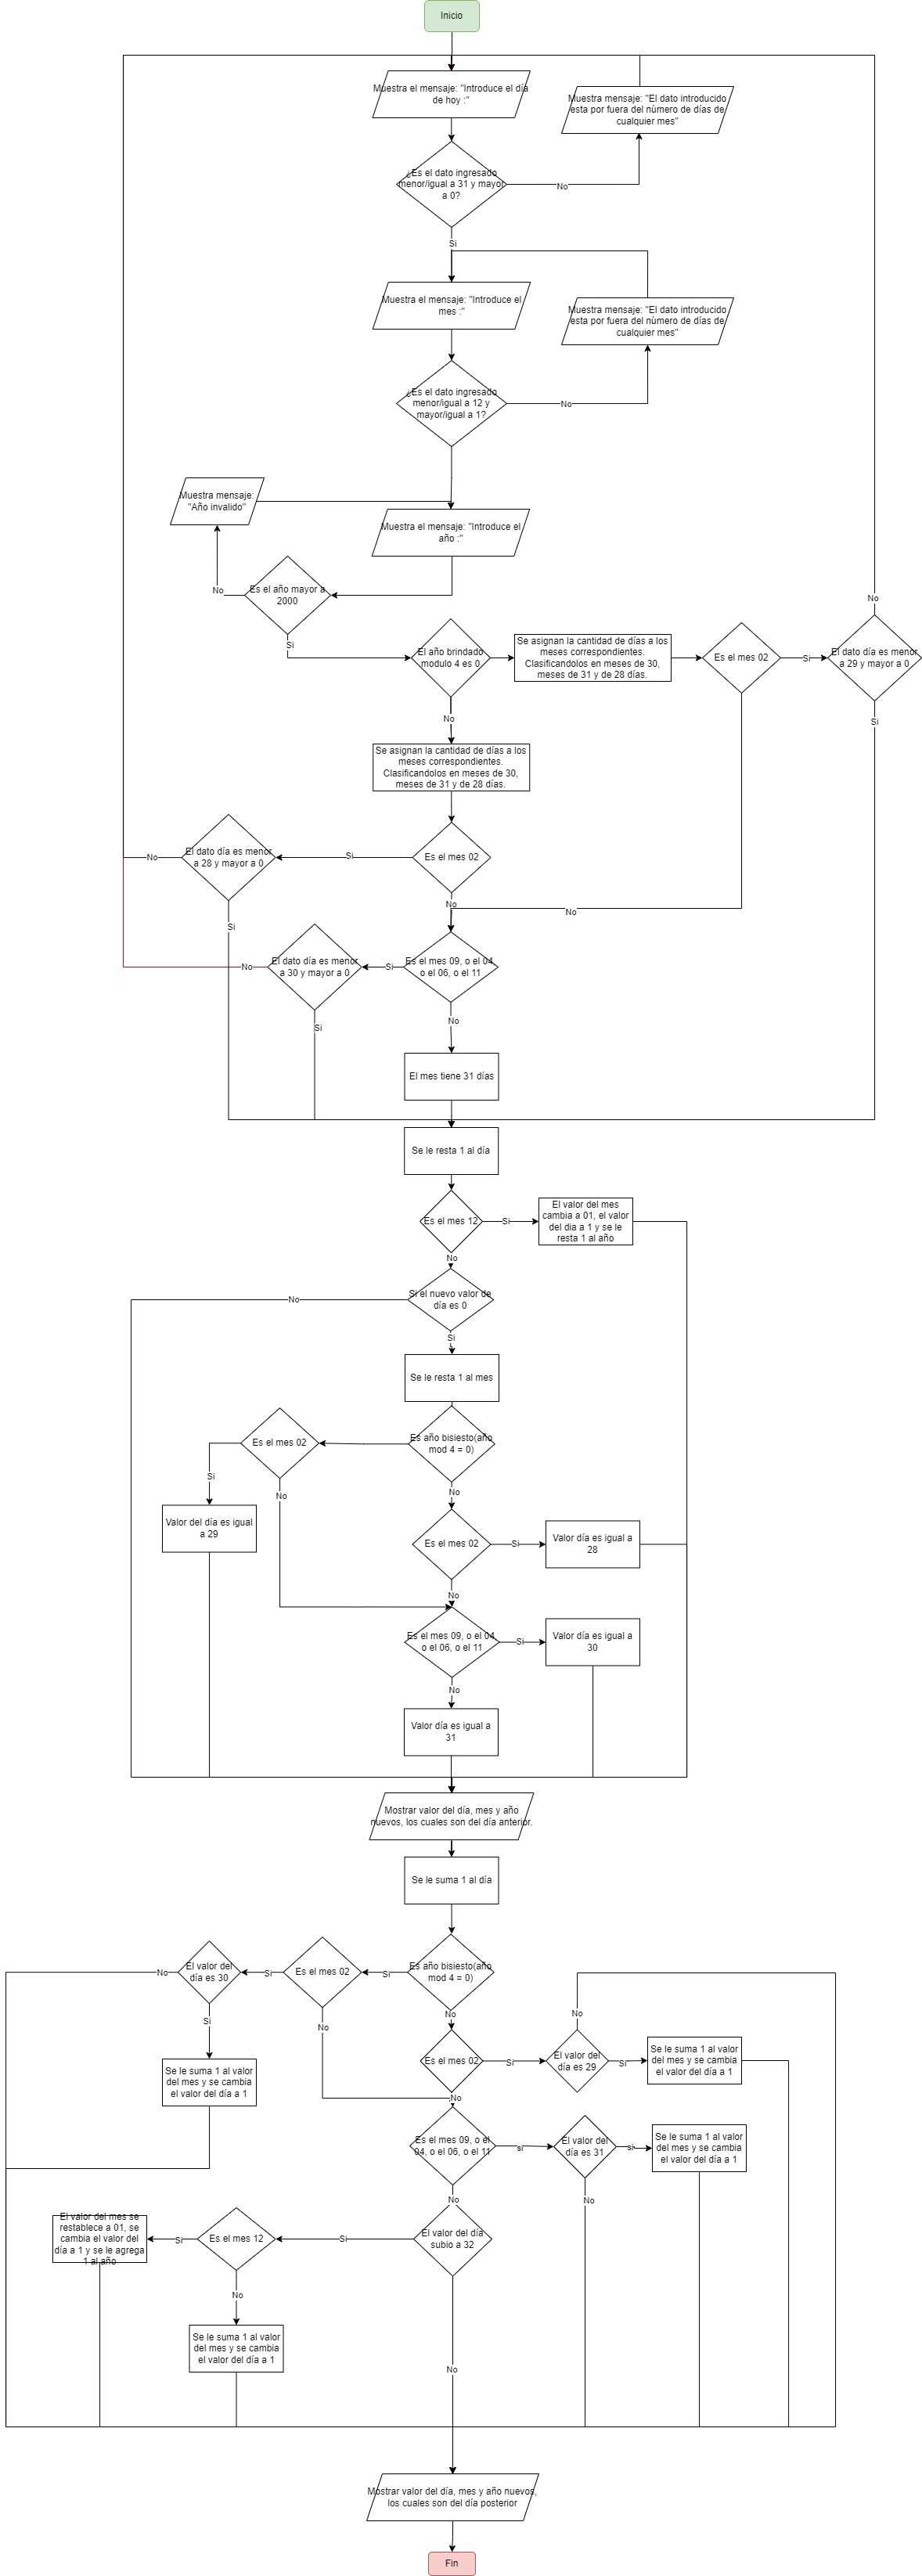 Inicio
Muestra el mensaje: "Introduce el día
de hoy :"
Muestra mensaje: "El dato introducido
esta por fuera del nùmero de días de
cualquier mes"
¿Es el dato ingresado
menor/igual a 31 y mayor
a 0?
No
Si
Muestra el mensaje: "Introduce el
mes :"
Muestra mensaje: "El dato introducido
esta por fuera del nùmero de días de
cualquier mes"
¿Es el dato ingresado
menor/igual a 12 y
mayor/igual a 1?
No
Muestra mensaje:
"Año invalido"
Muestra el mensaje: "Introduce el
año :"
No
Es el año mayor a
2000
Si
El año brindado
modulo 4 es 0
Se asignan la cantidad de días a los
meses correspondientes.
Clasificandolos en meses de 30,
meses de 31 y de 28 días.
Es el mes 02
Si
No
El dato día es menor
a 29 y mayor a 0
Si
No
Se asignan la cantidad de días a los
meses correspondientes.
Clasificandolos en meses de 30,
meses de 31 y de 28 días.
No
El dato día es menor
a 28 y mayor a 0
Si
Es el mes 02
No
No
Si
No
El dato día es menor
a 30 y mayor a 0
Si
Es el mes 09, o el 04
o el 06, o el 11
Si
No
El mes tiene 31 días
Se le resta 1 al día
Es el mes 12
Si
El valor del mes
cambia a 01, el valor
del dia a 1 y se le
resta 1 al año
No
No
Si el nuevo valor de
día es 0
Si
Se le resta 1 al mes
Es el mes 02
Es año bisiesto(año
mod 4 = 0)
Si
No
No
Valor del día es igual
a 29
Es el mes 02
Si
Valor día es igual a
28
No
Es el mes 09, o el 04
o el 06, o el 11
Si
Valor día es igual a
30
No
Valor día es igual a
31
Mostrar valor del día, mes y año
nuevos, los cuales son del día anterior.
Se le suma 1 al día
No
El valor del
día es 30
Si
Es el mes 02
Si
Es año bisiesto(año
mod 4 = 0)
Si
No
No
No
Se le suma 1 al valor
del mes y se cambia
el valor del día a 1
Es el mes 02
Si
El valor del
día es 29
Si
Se le suma 1 al valor
del mes y se cambia
el valor del día a 1
No
Es el mes 09, o el
04, o el 06, o el 11
si
El valor del
día es 31
si
Se le suma 1 al valor
del mes y se cambia
el valor del día a 1
No
No
El valor del mes se
restablece a 01, se
cambia el valor del
día a 1 y se le agrega
1 al año
Si
Es el mes 12
Si
El valor del día
subio a 32
No
Se le suma 1 al valor
del mes y se cambia
el valor del día a 1
No
Mostrar valor del día, mes y año nuevos,
los cuales son del día posterior
Fin